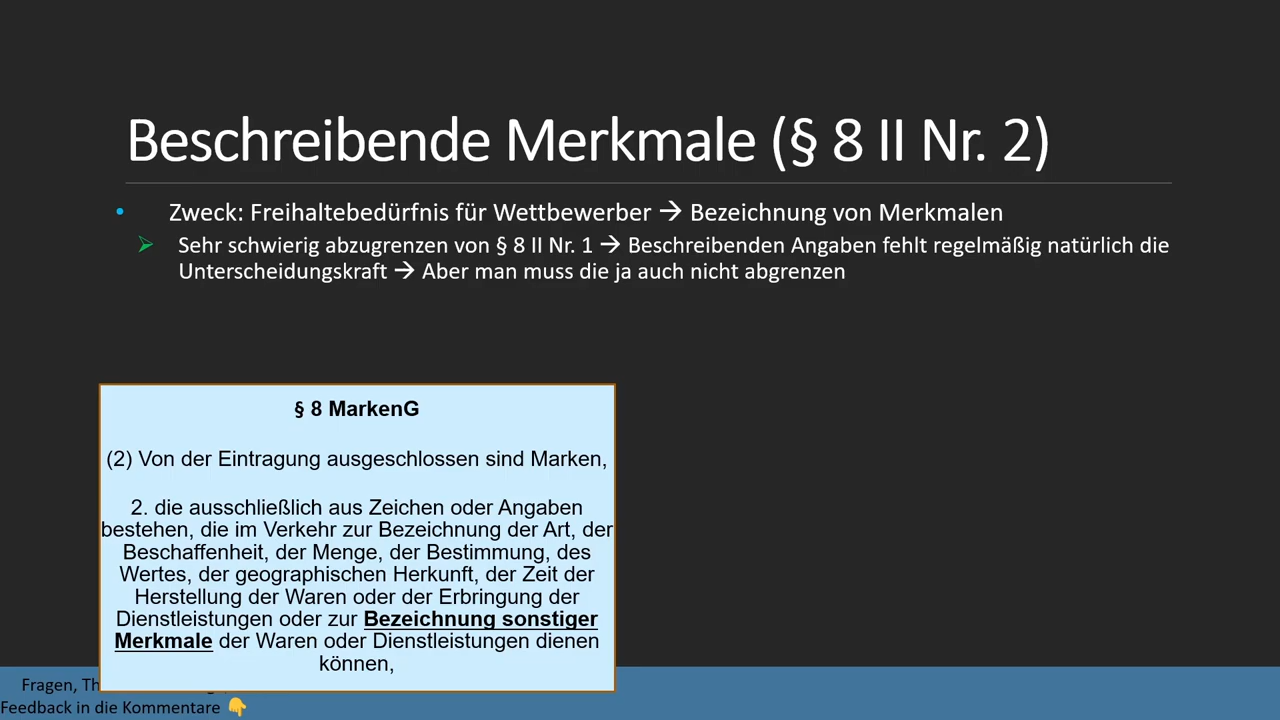 Beschreibende Merkmale (§ 8 II Nr. 2)
• Zweck: Freihaltebedürfnis für Wettbewerber → Bezeichnung von Merkmalen
➢ Sehr schwierig abzugrenzen von § 8 II Nr. 1 → Beschreibenden Angaben fehlt regelmäßig natürlich die
Unterscheidungskraft → Aber man muss die ja auch nicht abgrenzen
§ 8 MarkenG
(2) Von der Eintragung ausgeschlossen sind Marken,
2. die ausschließlich aus Zeichen oder Angaben
bestehen, die im Verkehr zur Bezeichnung der Art, der
Beschaffenheit, der Menge, der Bestimmung, des
Wertes, der geographischen Herkunft, der Zeit der
Herstellung der Waren oder der Erbringung der
Dienstleistungen oder zur Bezeichnung sonstiger
Merkmale der Waren oder Dienstleistungen dienen
können,
Fragen,
Feedback in die Kommentare 👇